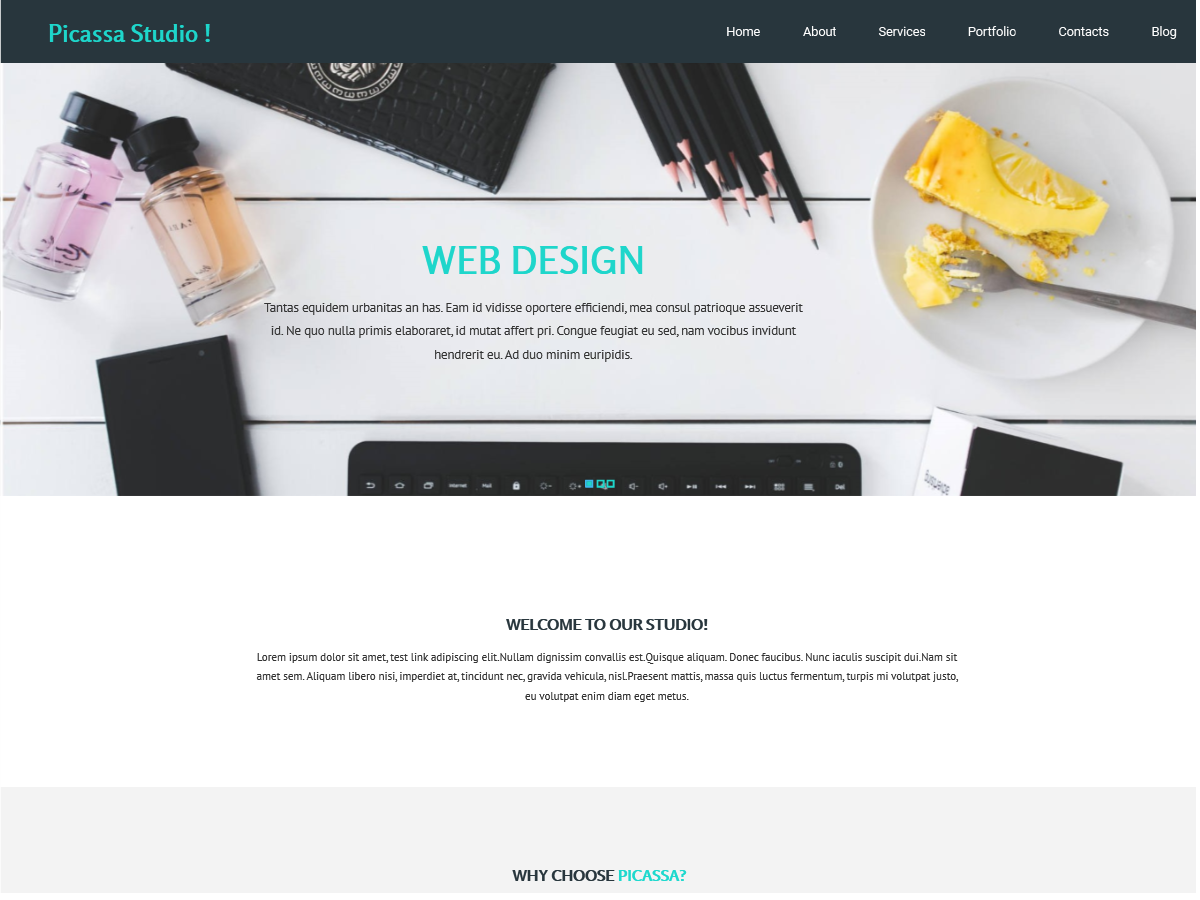 Picassa Studio !
Home About Services Portfolio Contacts Blog
WEB DESIGN
Tantas equidem urbanitas an has. Eam id vidisse oportere efficiendi, mea consul patrioque assueverit
id. Ne quo nulla primis elaboraret, id mutat affert pri. Congue feugiat eu sed, nam vocibus invidunt
hendrerit eu. Ad duo minim euripidis.
Internet Mail Del
WELCOME TO OUR STUDIO!
Lorem ipsum dolor sit amet, test link adipiscing elit.Nullam dignissim convallis est.Quisque aliquam. Donec faucibus. Nunc iaculis suscipit dui.Nam sit
amet sem. Aliquam libero nisi, imperdiet at, tincidunt nec, gravida vehicula, nisl.Praesent mattis, massa quis luctus fermentum, turpis mi volutpat justo,
eu volutpat enim diam eget metus.
WHY CHOOSE PICASSA?